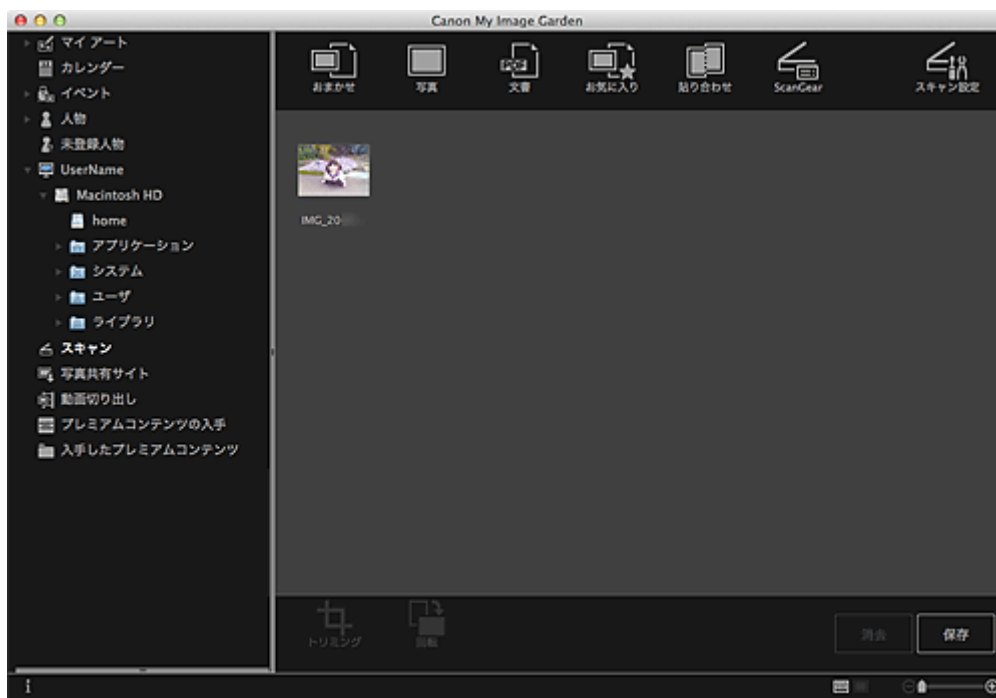 Canon My Image Garden
マイ アート
カレンダー
イベント
人物
未登録人物
UserName
Macintosh HD
home
アプリケーション
システム
ユーザ
ライブラリ
スキャン
写真共有サイト
動画切り出し
プレミアムコンテンツの入手
入手したプレミアムコンテンツ
おまかせ
写真
PDF
文書
お気に入り
貼り合わせ
ScanGear
スキャン設定
IMG_20
トリミング
回転
消去
保存